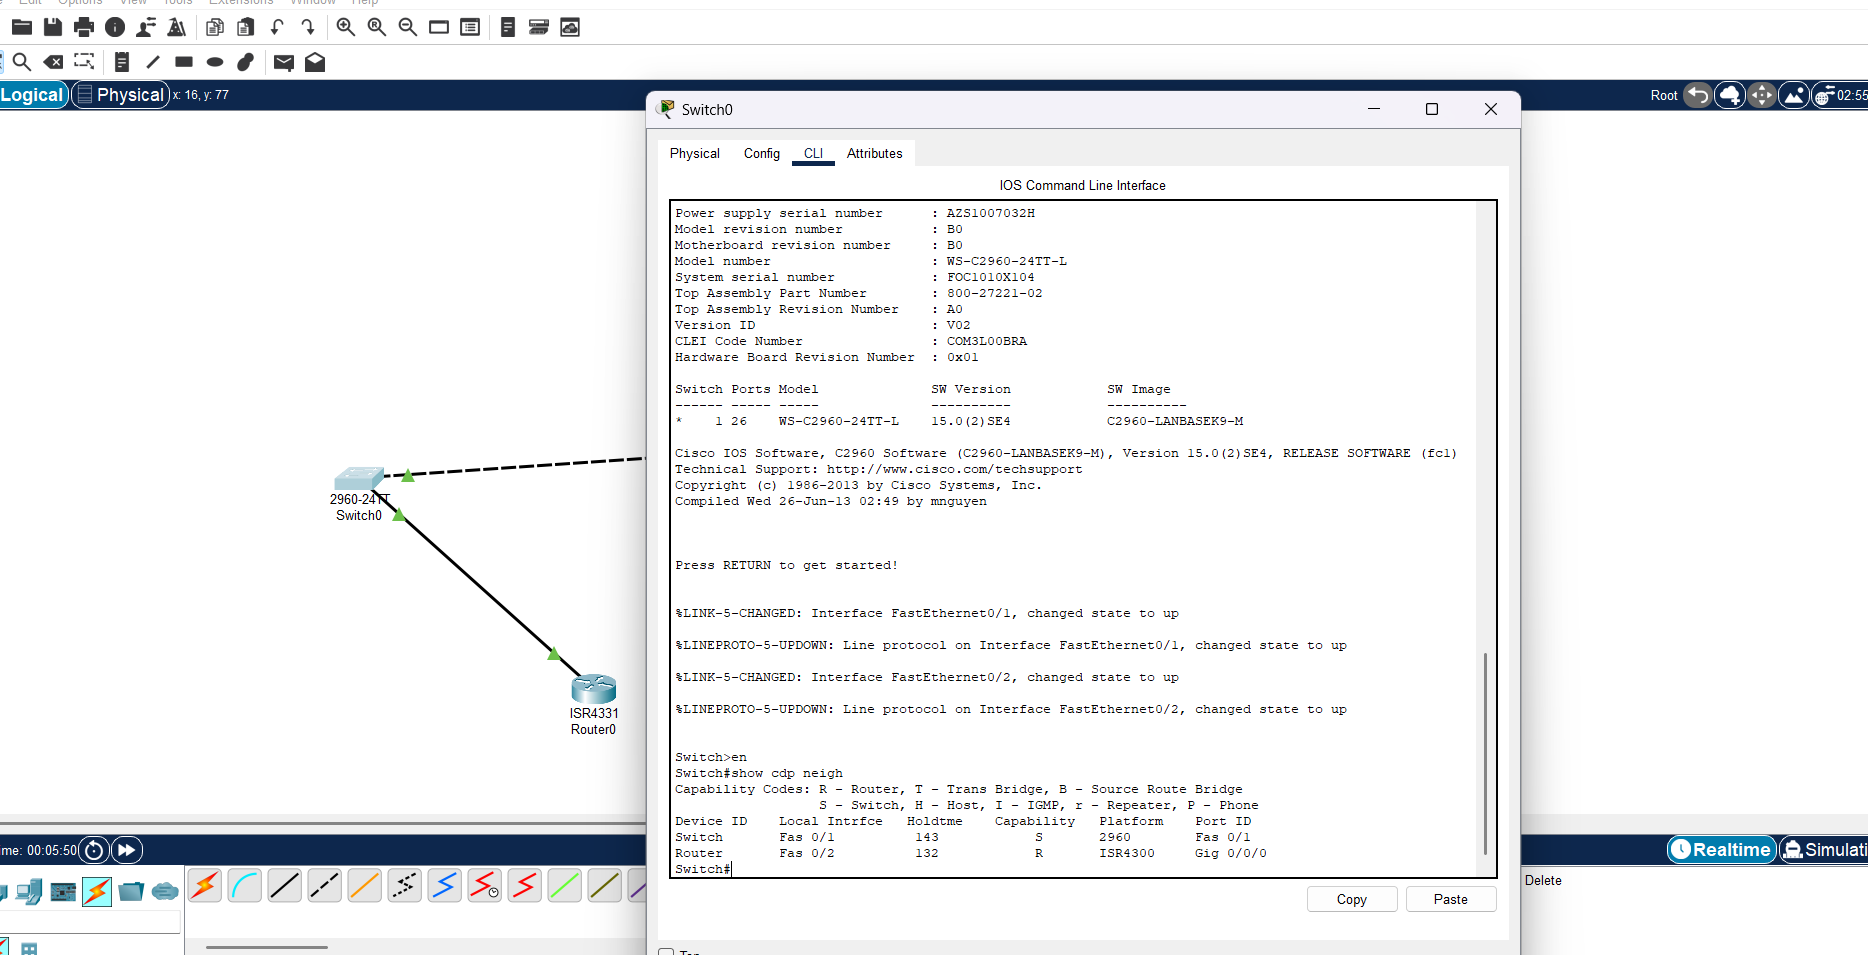 Edit Options View Tools Extensions Window Help
Logical Physical x: 16, y: 77
Root 02:55
Switch0
Physical Config CLI Attributes
IOS Command Line Interface
Power supply serial number : AZS1007032H
Model revision number : B0
Motherboard revision number : B0
Model number : WS-C2960-24TT-L
System serial number : FOC1010X104
Top Assembly Part Number : 800-27221-02
Top Assembly Revision Number : A0
Version ID : V02
CLEI Code Number : COM3L00BRA
Hardware Board Revision Number : 0x01
Switch Ports Model SW Version SW Image
------ ----- ----- ---------- ----------
* 1 26 WS-C2960-24TT-L 15.0(2)SE4 C2960-LANBASEK9-M
Cisco IOS Software, C2960 Software (C2960-LANBASEK9-M), Version 15.0(2)SE4, RELEASE SOFTWARE (fc1)
Technical Support: http://www.cisco.com/techsupport
Copyright (c) 1986-2013 by Cisco Systems, Inc.
Compiled Wed 26-Jun-13 02:49 by mnguyen
Press RETURN to get started!
%LINK-5-CHANGED: Interface FastEthernet0/1, changed state to up
%LINEPROTO-5-UPDOWN: Line protocol on Interface FastEthernet0/1, changed state to up
%LINK-5-CHANGED: Interface FastEthernet0/2, changed state to up
%LINEPROTO-5-UPDOWN: Line protocol on Interface FastEthernet0/2, changed state to up
Switch>en
Switch#show cdp neigh
Capability Codes: R - Router, T - Trans Bridge, B - Source Route Bridge
S - Switch, H - Host, I - IGMP, r - Repeater, P - Phone
Device ID Local Intrfce Holdtme Capability Platform Port ID
Switch Fas 0/1 143 S 2960 Fas 0/1
Router Fas 0/2 132 R ISR4300 Gig 0/0/0
Switch#
Copy Paste
2960-24TT
Switch0
ISR4331
Router0
me: 00:05:50
Realtime Simulati
Delete